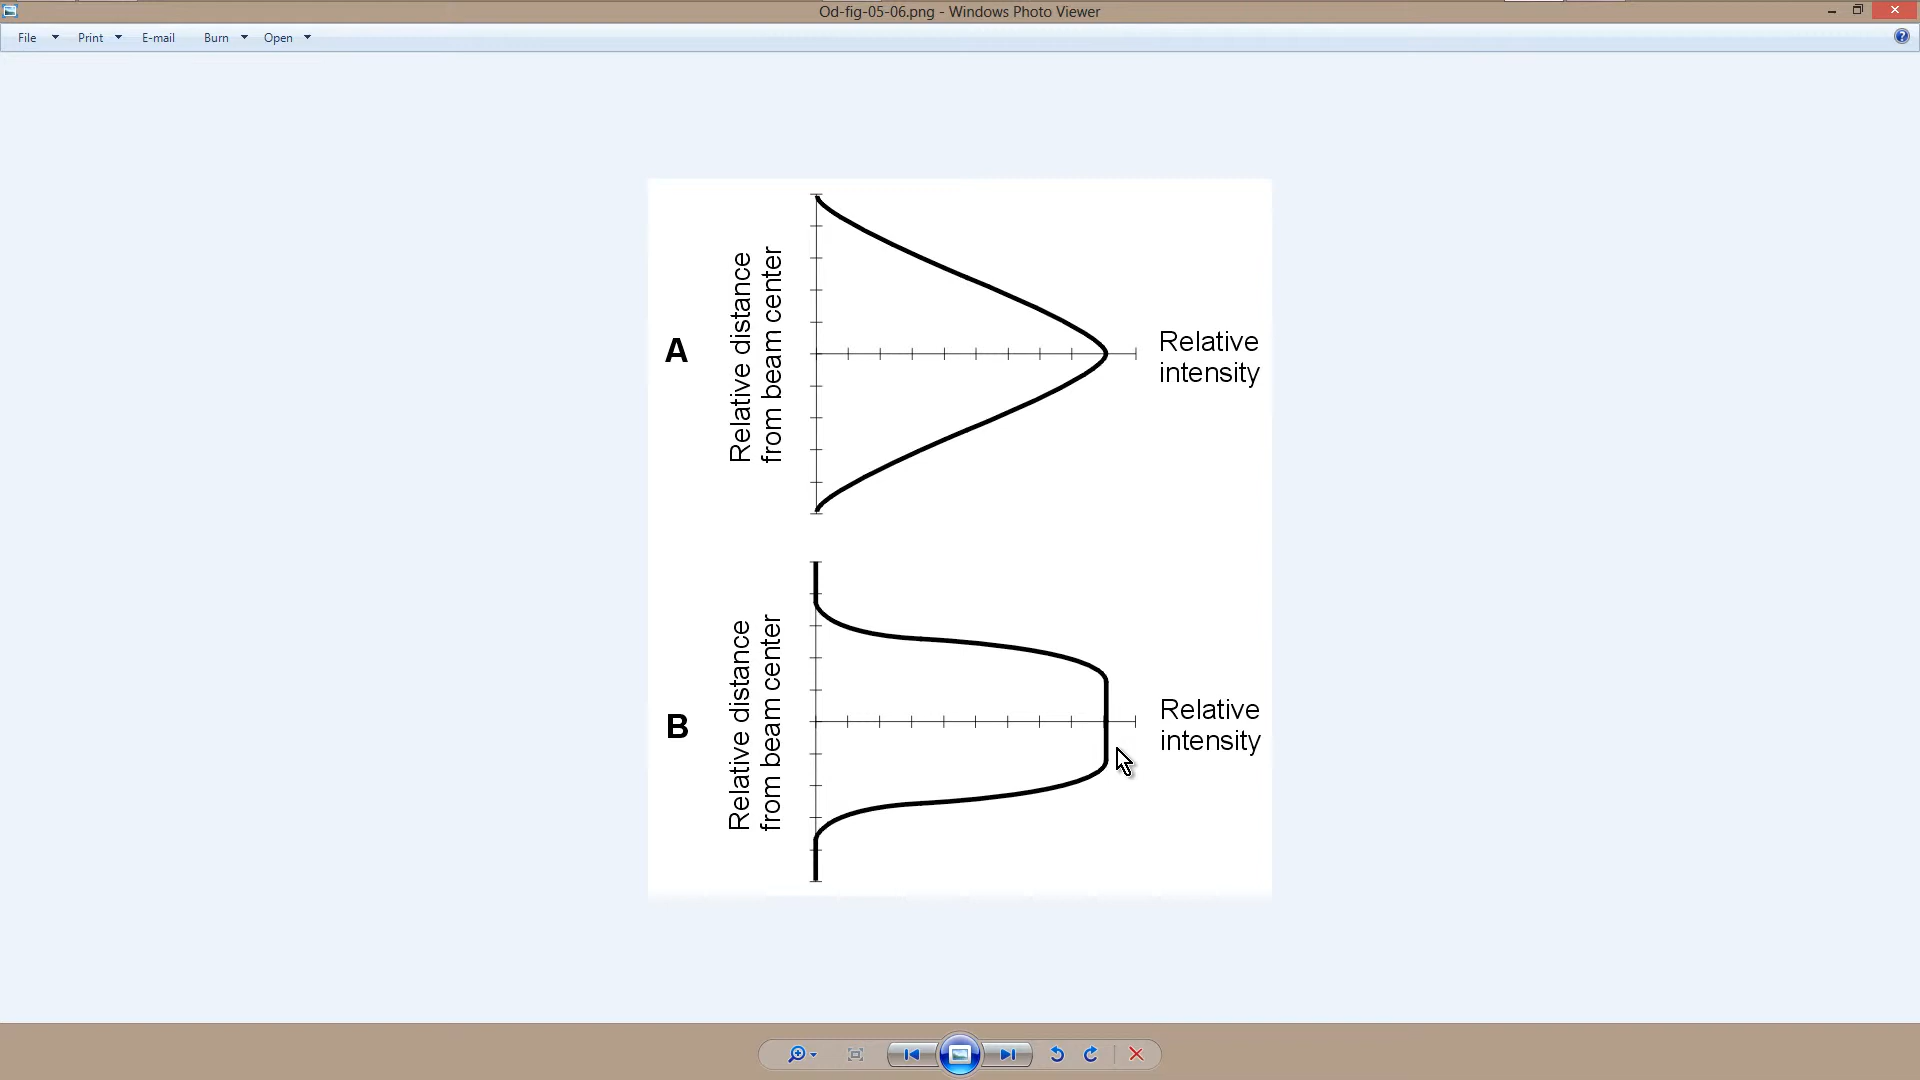 Od-fig-05-06.png - Windows Photo Viewer
File Print E-mail Burn Open
Relative distance
from beam center
A
Relative
intensity
Relative distance
from beam center
B
Relative
intensity